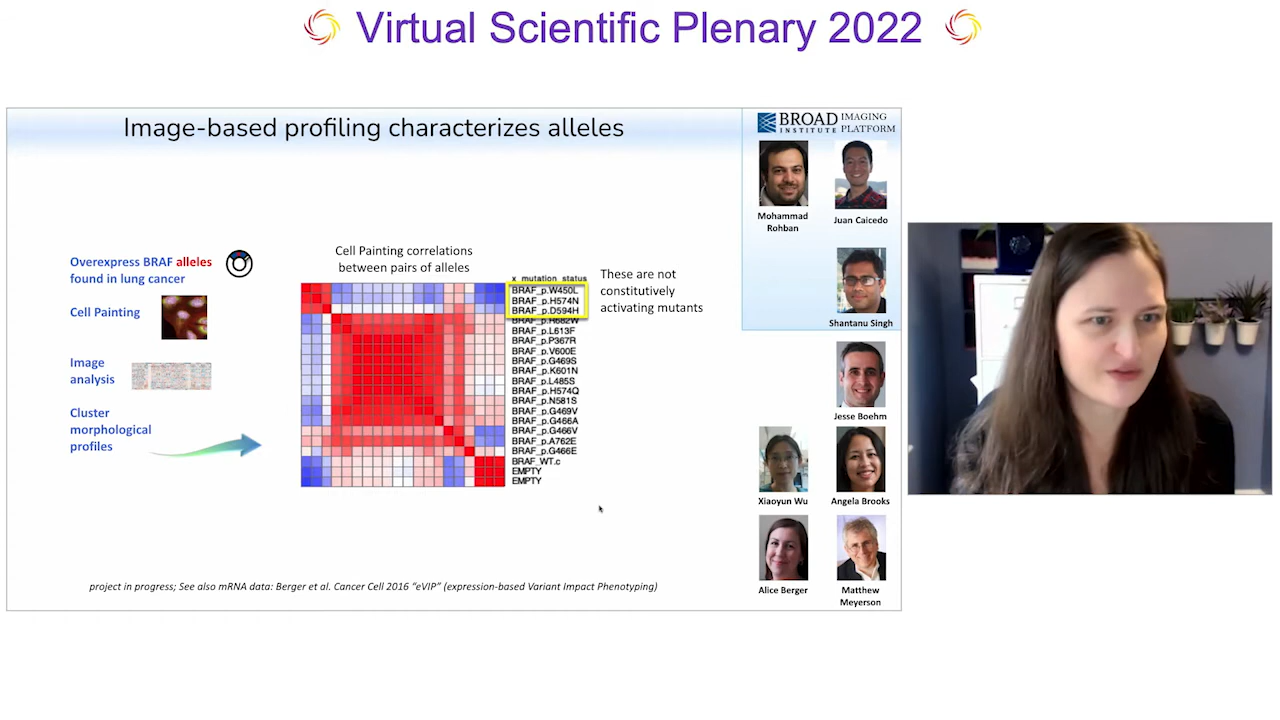 Virtual Scientific Plenary 2022
Image-based profiling characterizes alleles
BROAD
INSTITUTE
IMAGING
PLATFORM
Mohammad
Rohban
Juan Caicedo
Shantanu Singh
Jesse Boehm
Xiaoyun Wu
Angela Brooks
Alice Berger
Matthew
Meyerson
Overexpress BRAF alleles
found in lung cancer
Cell Painting
Image
analysis
Cluster
morphological
profiles
Cell Painting correlations
between pairs of alleles
x_mutation_status
BRAF_p.W450L
BRAF_p.H574N
BRAF_p.D594H
BRAF_p.R682W
BRAF_p.L613F
BRAF_p.P367R
BRAF_p.V600E
BRAF_p.G469S
BRAF_p.K601N
BRAF_p.L485S
BRAF_p.H574Q
BRAF_p.N581S
BRAF_p.G469V
BRAF_p.G466A
BRAF_p.G466V
BRAF_p.A762E
BRAF_p.G466E
BRAF_WT.c
EMPTY
EMPTY
These are not
constitutively
activating mutants
project in progress; See also mRNA data: Berger et al. Cancer Cell 2016 “eVIP” (expression-based Variant Impact Phenotyping)